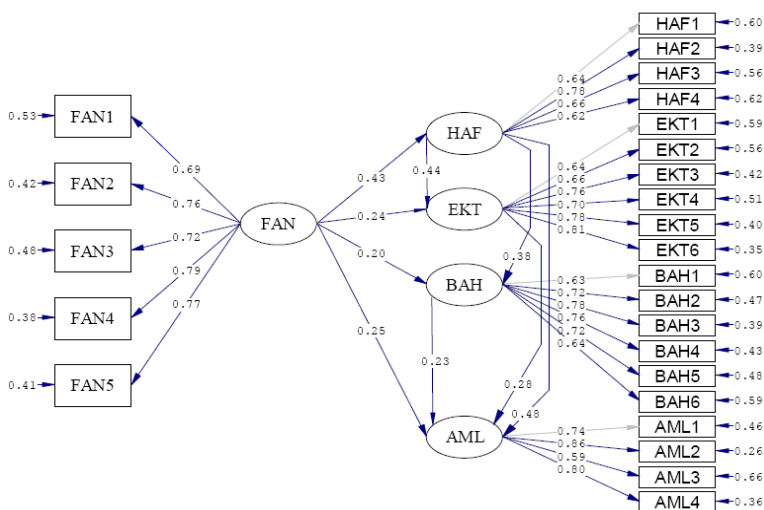 HAF1 0.60
HAF2 0.39
HAF3 0.56
HAF4 0.62
EKT1 0.59
EKT2 0.56
EKT3 0.42
EKT4 0.51
EKT5 0.40
EKT6 0.35
BAH1 0.60
BAH2 0.47
BAH3 0.39
BAH4 0.43
BAH5 0.48
BAH6 0.59
AML1 0.46
AML2 0.26
AML3 0.66
AML4 0.36
0.53 FAN1
0.42 FAN2
0.48 FAN3
0.38 FAN4
0.41 FAN5
0.69
0.76
0.72
0.79
0.77
FAN
0.43
0.24
0.20
0.25
HAF
0.44
EKT
BAH
0.23
AML
0.38
0.28
0.48
0.64
0.78
0.66
0.62
0.64
0.66
0.76
0.70
0.78
0.81
0.63
0.72
0.78
0.76
0.72
0.64
0.74
0.86
0.59
0.80